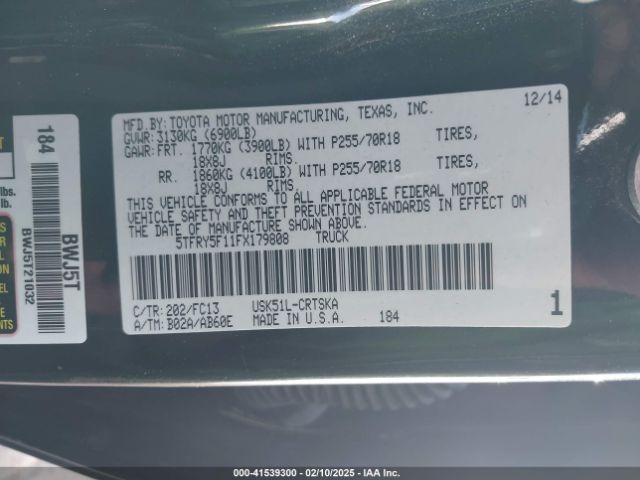 MFD.BY: TOYOTA MOTOR MANUFACTURING, TEXAS, INC. 12/14
GVWR: 3130KG (6900LB)
GAWR: FRT. 1770KG (3900LB) WITH P255/70R18 TIRES,
18X8J RIMS.
RR. 1860KG (4100LB) WITH P255/70R18 TIRES,
18X8J RIMS.
THIS VEHICLE CONFORMS TO ALL APPLICABLE FEDERAL MOTOR
VEHICLE SAFETY AND THEFT PREVENTION STANDARDS IN EFFECT ON
THE DATE OF MANUFACTURE SHOWN ABOVE.
5TFRY5F11FX179808 TRUCK
C/TR: 202/FC13 USK51L-CRTSKA
A/TM: B02A/AB60E MADE IN U.S.A. 184 1
184
BWJ5T
BWJ5T21032
lbs.
lb.
000-41539300 - 02/10/2025 - IAA